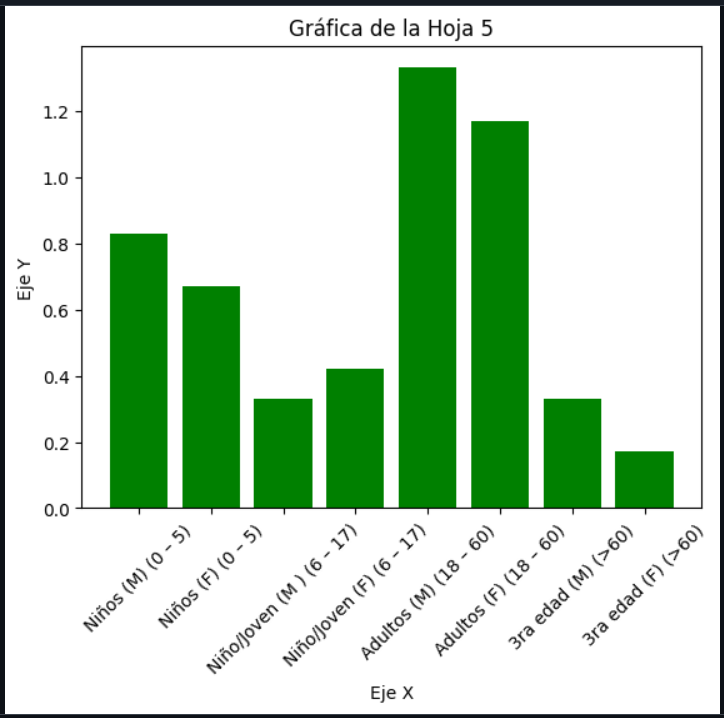 Gráfica de la Hoja 5
Eje Y
1.2
1.0
0.8
0.6
0.4
0.2
0.0
Niños (M) (0 - 5)
Niños (F) (0 - 5)
Niño/Joven (M ) (6 - 17)
Niño/Joven (F) (6 - 17)
Adultos (M) (18 - 60)
Adultos (F) (18 - 60)
3ra edad (M) (>60)
3ra edad (F) (>60)
Eje X